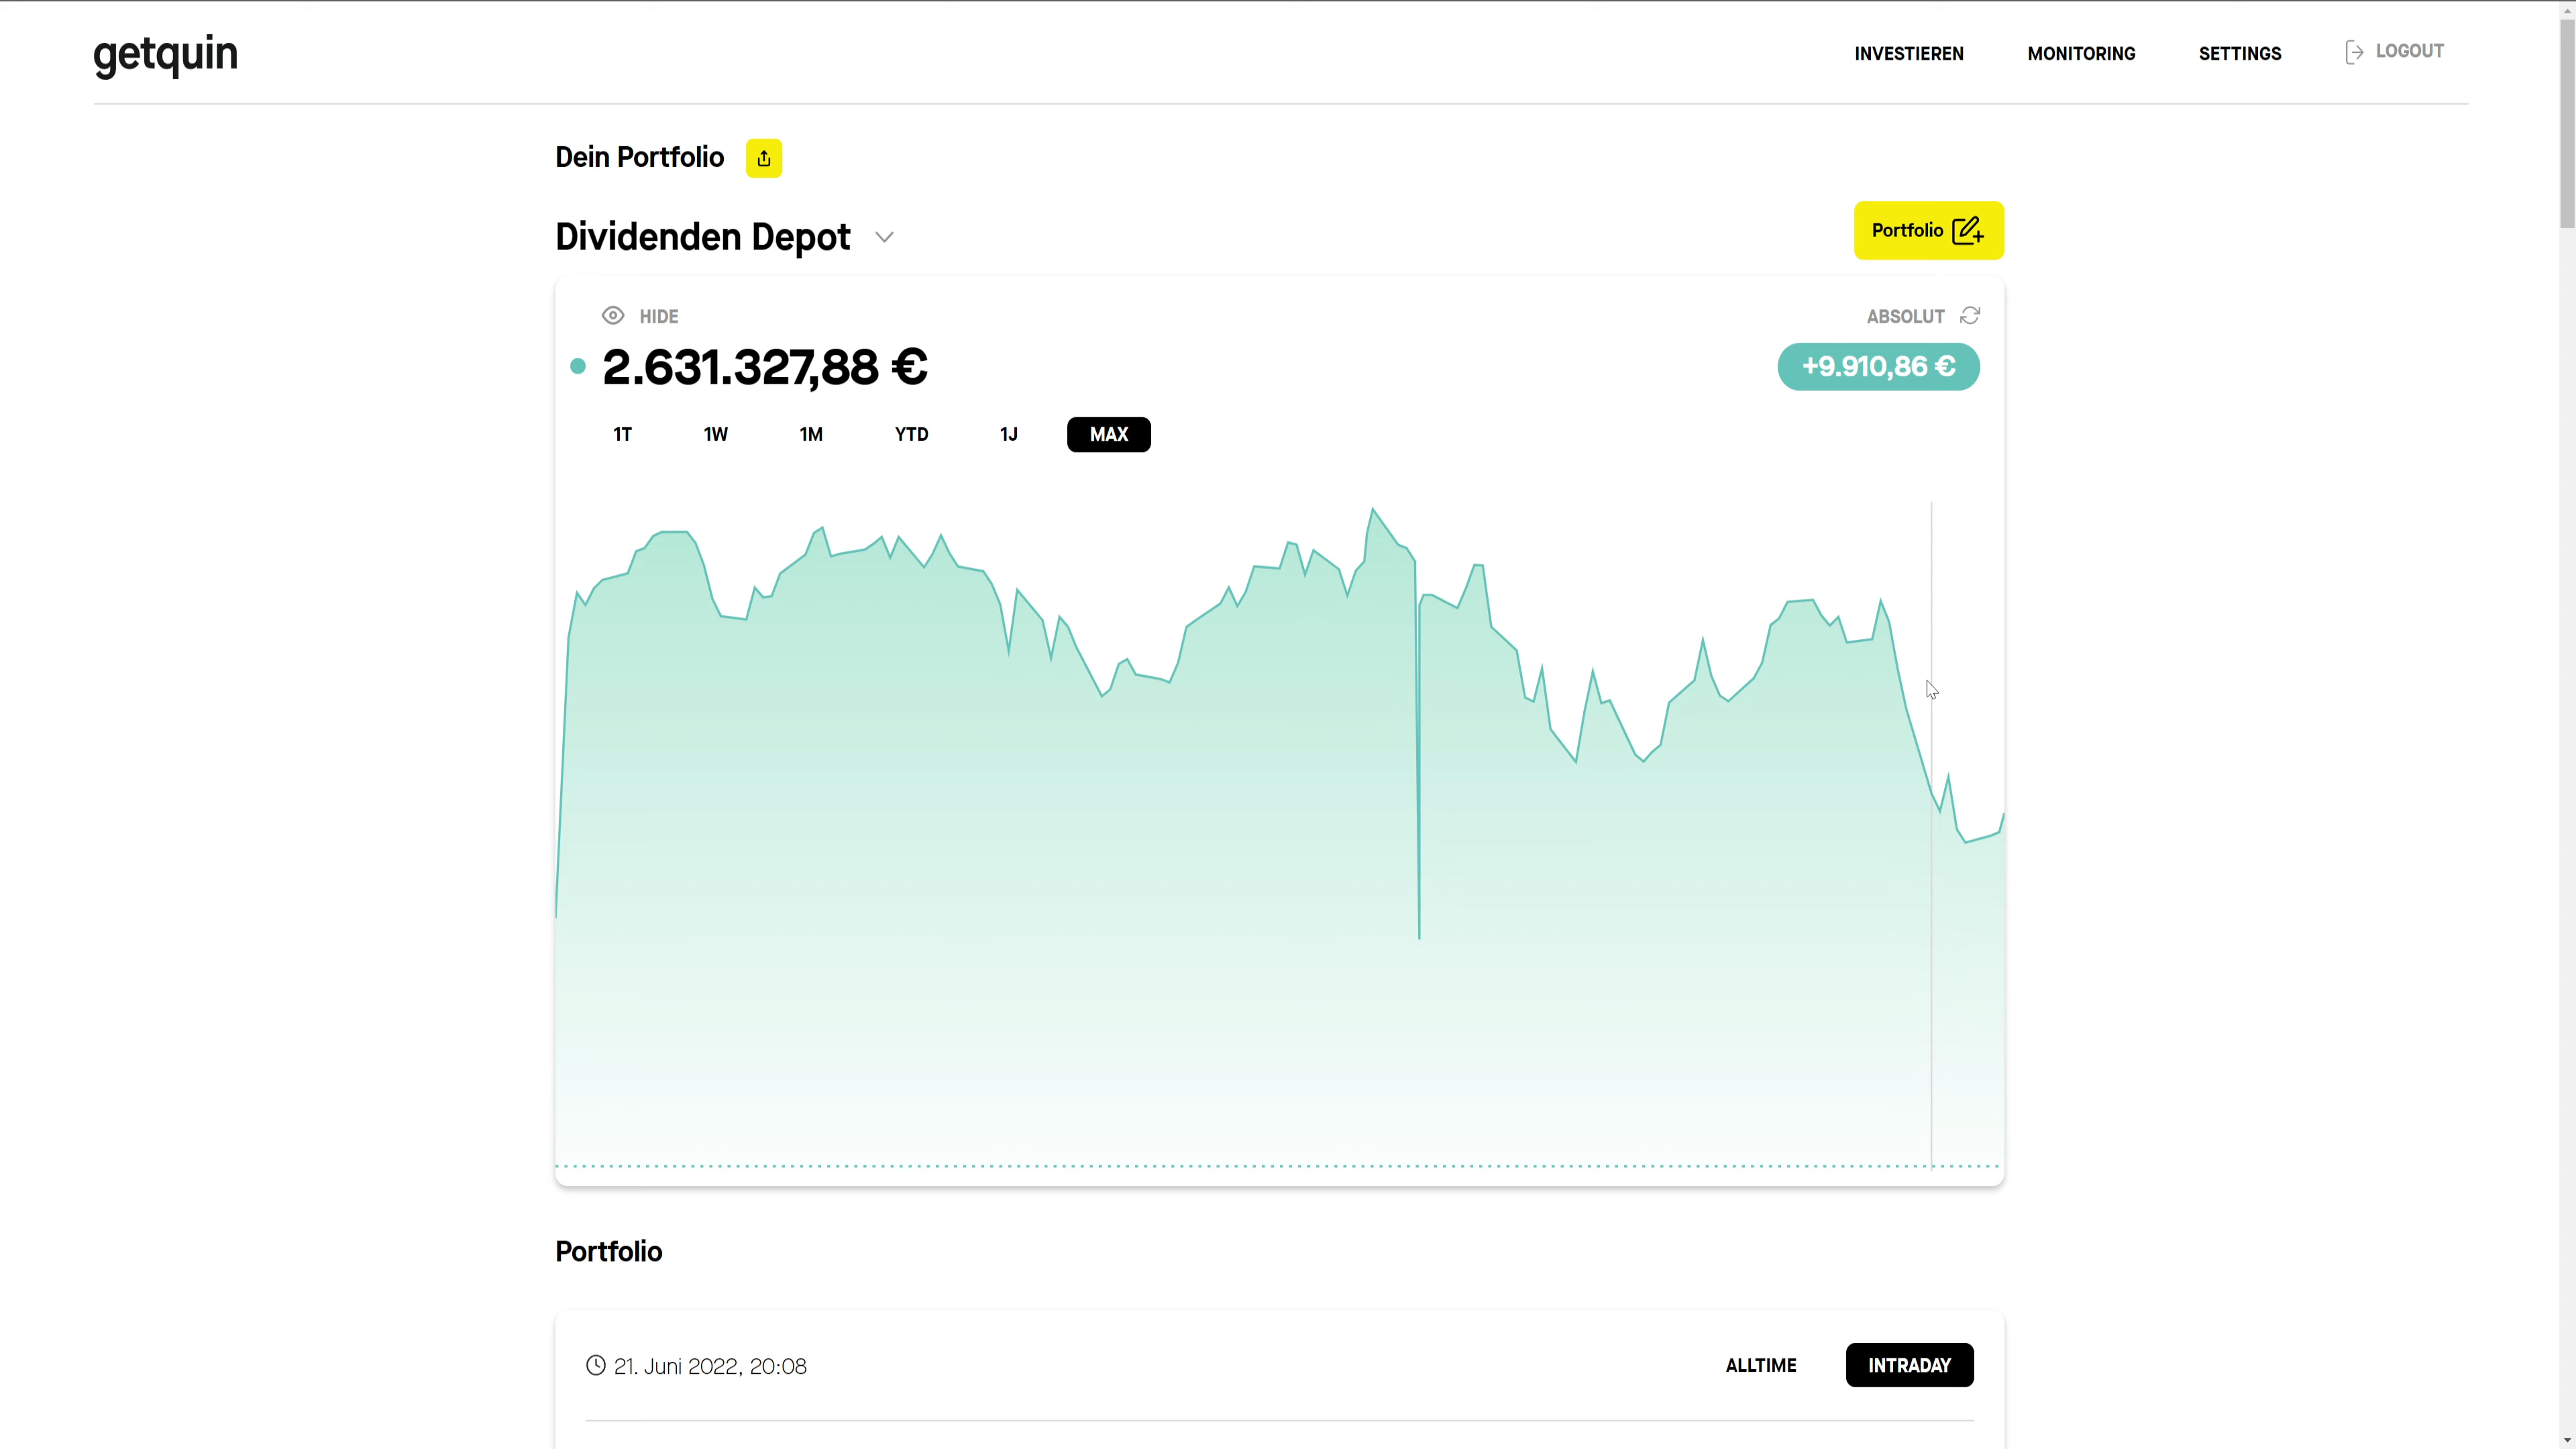 getquin
INVESTIEREN MONITORING SETTINGS LOGOUT
Dein Portfolio
Dividenden Depot
Portfolio
HIDE
ABSOLUT
2.631.327,88 €
+9.910,86 €
1T 1W 1M YTD 1J MAX
Portfolio
21. Juni 2022, 20:08
ALLTIME INTRADAY